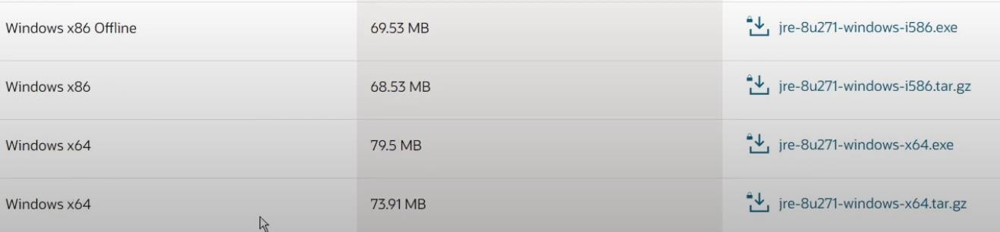 Windows x86 Offline 69.53 MB jre-8u271-windows-i586.exe
Windows x86 68.53 MB jre-8u271-windows-i586.tar.gz
Windows x64 79.5 MB jre-8u271-windows-x64.exe
Windows x64 73.91 MB jre-8u271-windows-x64.tar.gz